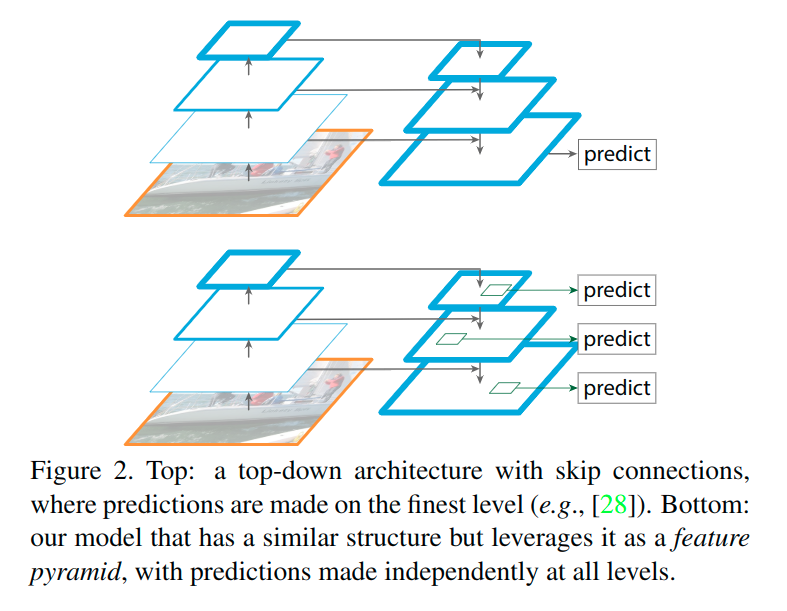 predict
predict
predict
predict
Figure 2. Top: a top-down architecture with skip connections,
where predictions are made on the finest level (e.g., [28]). Bottom:
our model that has a similar structure but leverages it as a feature
pyramid, with predictions made independently at all levels.